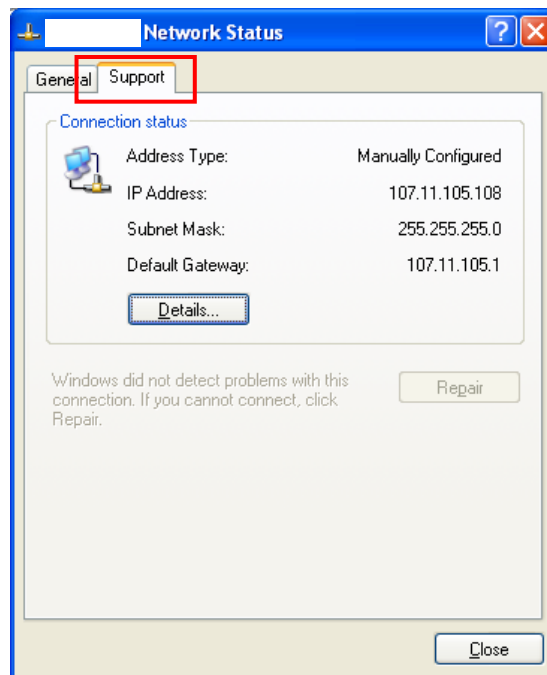 Network Status
General Support
Connection status
Address Type: Manually Configured
IP Address: 107.11.105.108
Subnet Mask: 255.255.255.0
Default Gateway: 107.11.105.1
Details...
Windows did not detect problems with this
connection. If you cannot connect, click
Repair.
Repair
Close